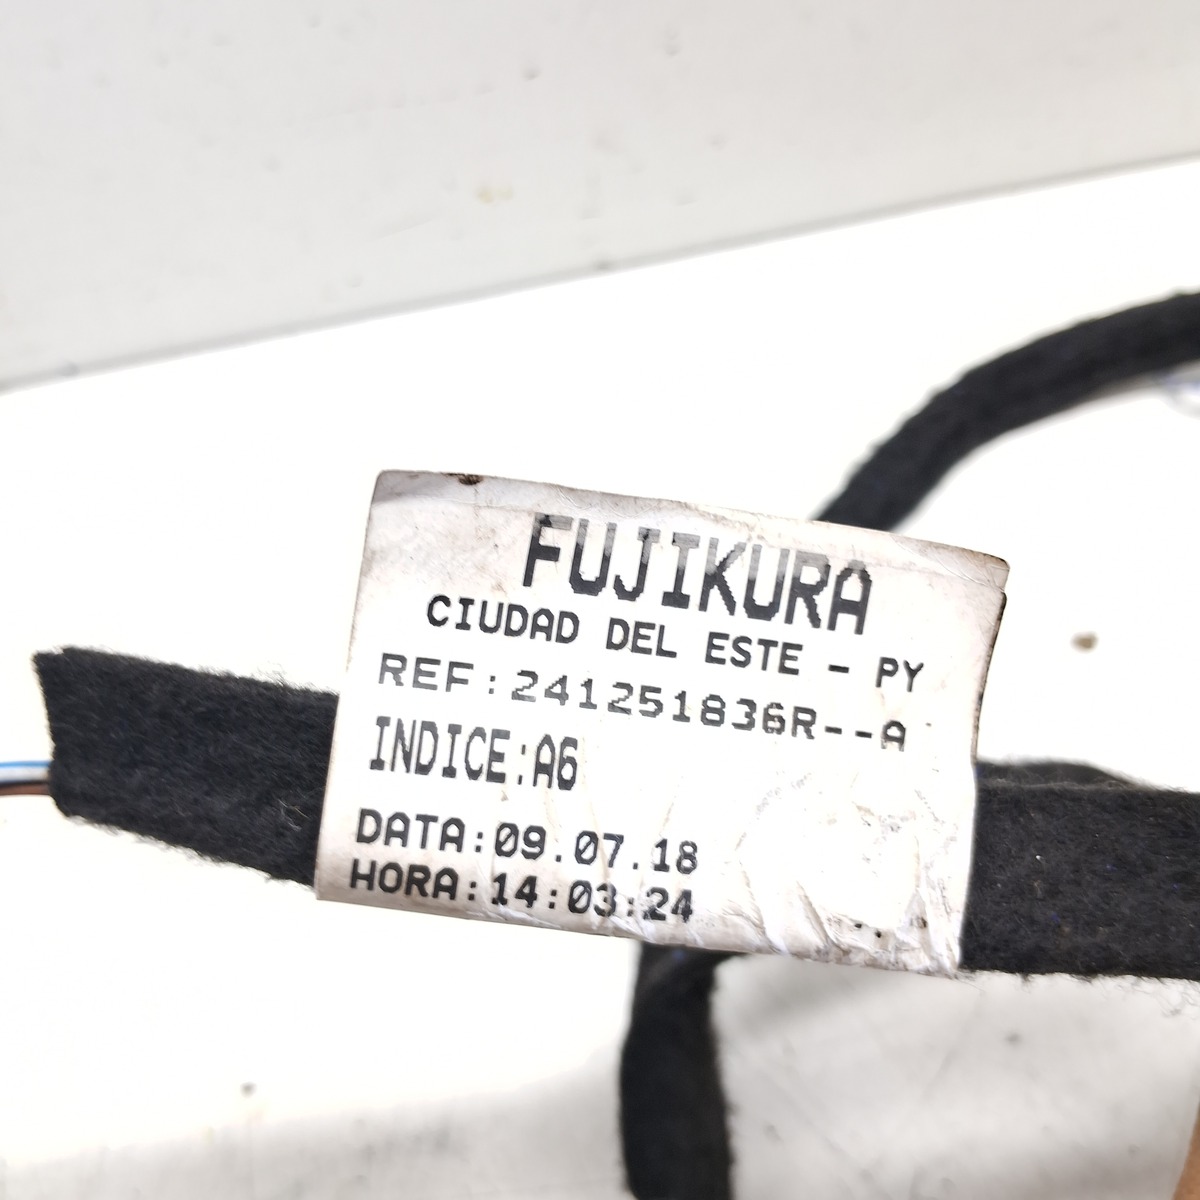 FUJIKURA
CIUDAD DEL ESTE - PY
REF:241251836R--A
INDICE:A6
DATA:09.07.18
HORA:14:03:24